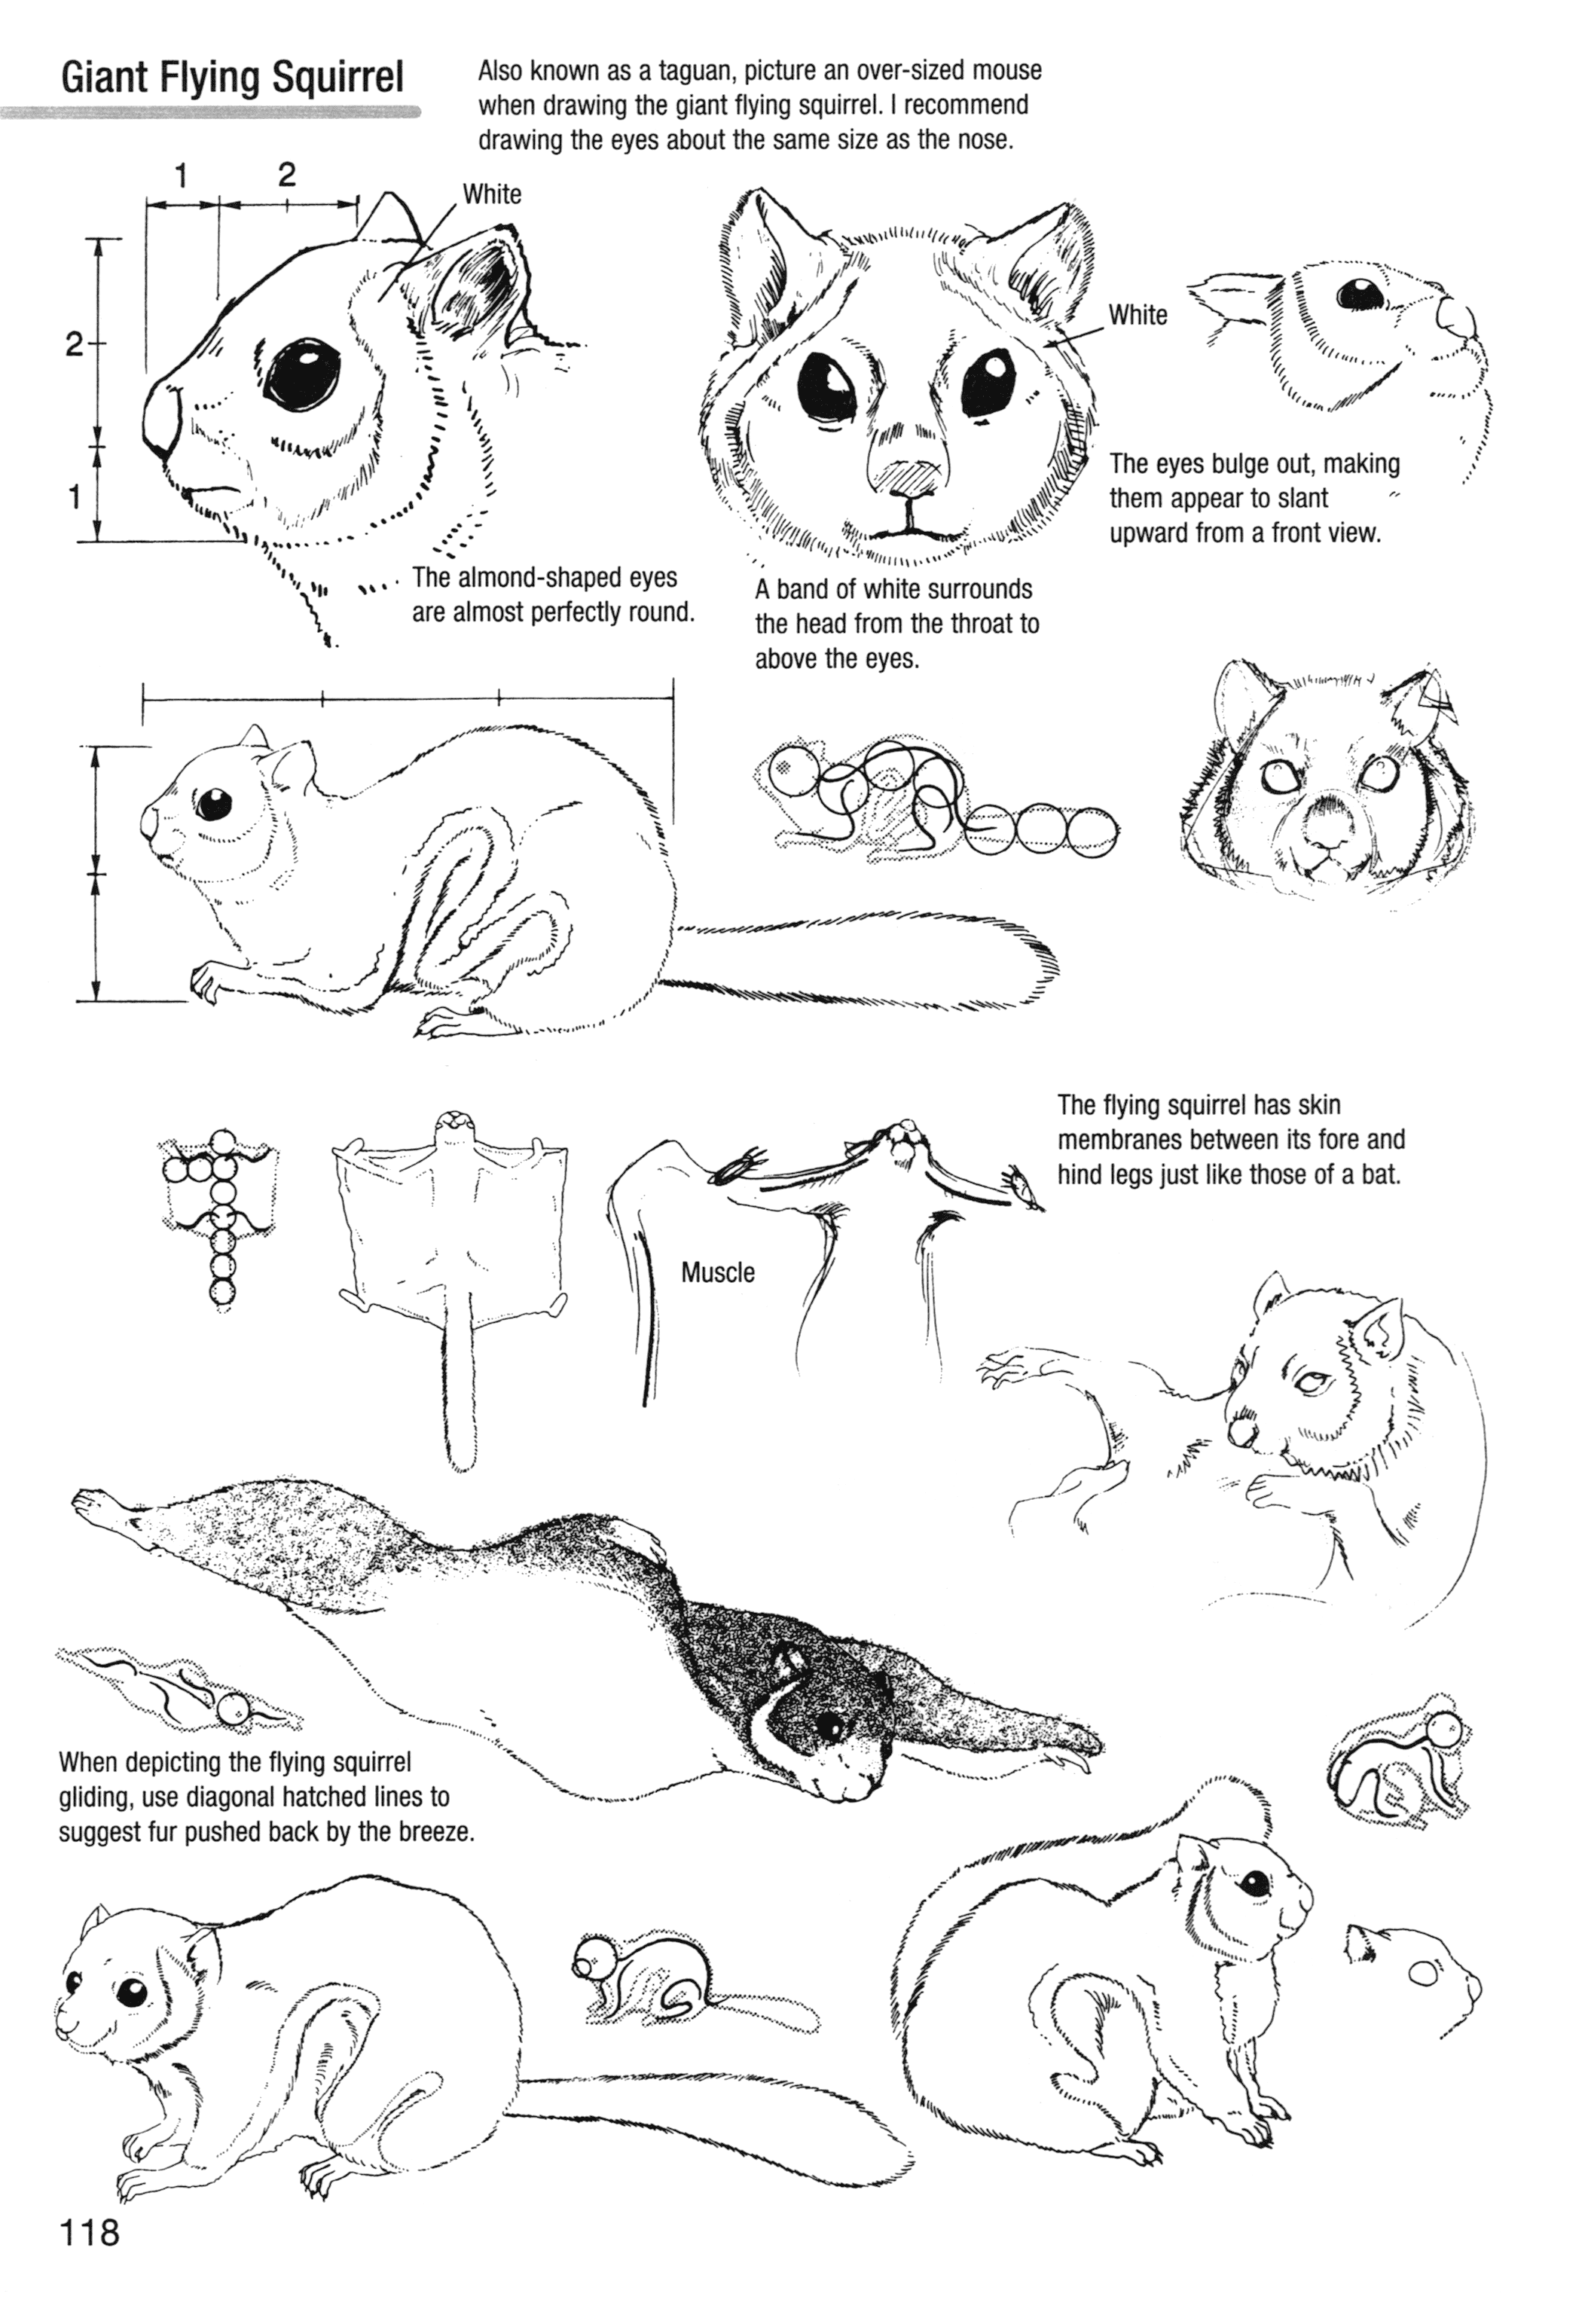 Giant Flying Squirrel
Also known as a taguan, picture an over-sized mouse
when drawing the giant flying squirrel. I recommend
drawing the eyes about the same size as the nose.
1
2
White
2
1
White
The eyes bulge out, making
them appear to slant
upward from a front view.
The almond-shaped eyes
are almost perfectly round.
A band of white surrounds
the head from the throat to
above the eyes.
The flying squirrel has skin
membranes between its fore and
hind legs just like those of a bat.
Muscle
When depicting the flying squirrel
gliding, use diagonal hatched lines to
suggest fur pushed back by the breeze.
118